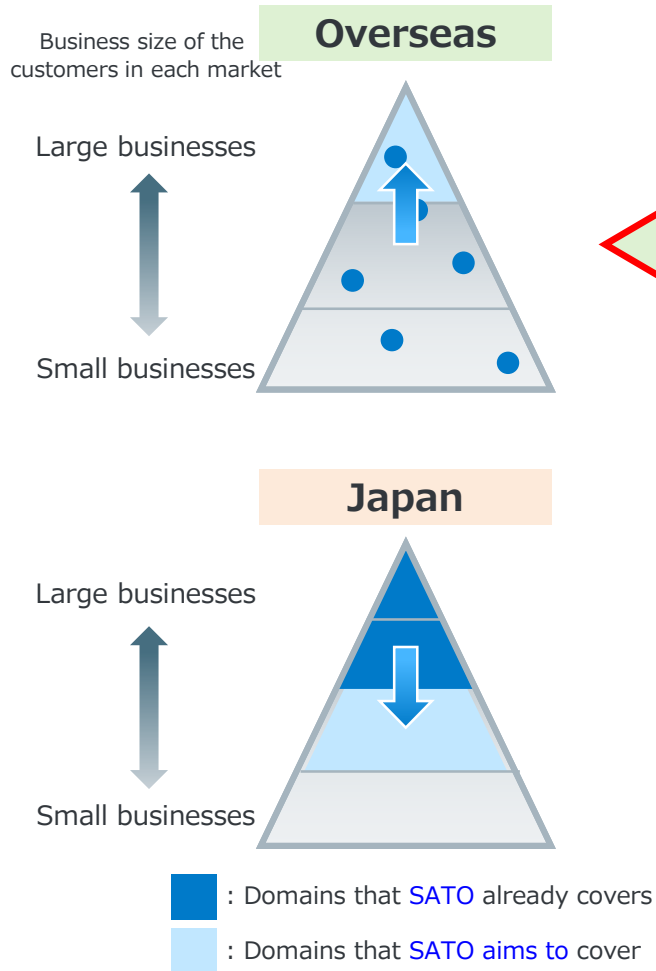 Overseas
Business size of the
customers in each market
Large businesses
Small businesses
Japan
Large businesses
Small businesses
: Domains that SATO already covers
: Domains that SATO aims to cover